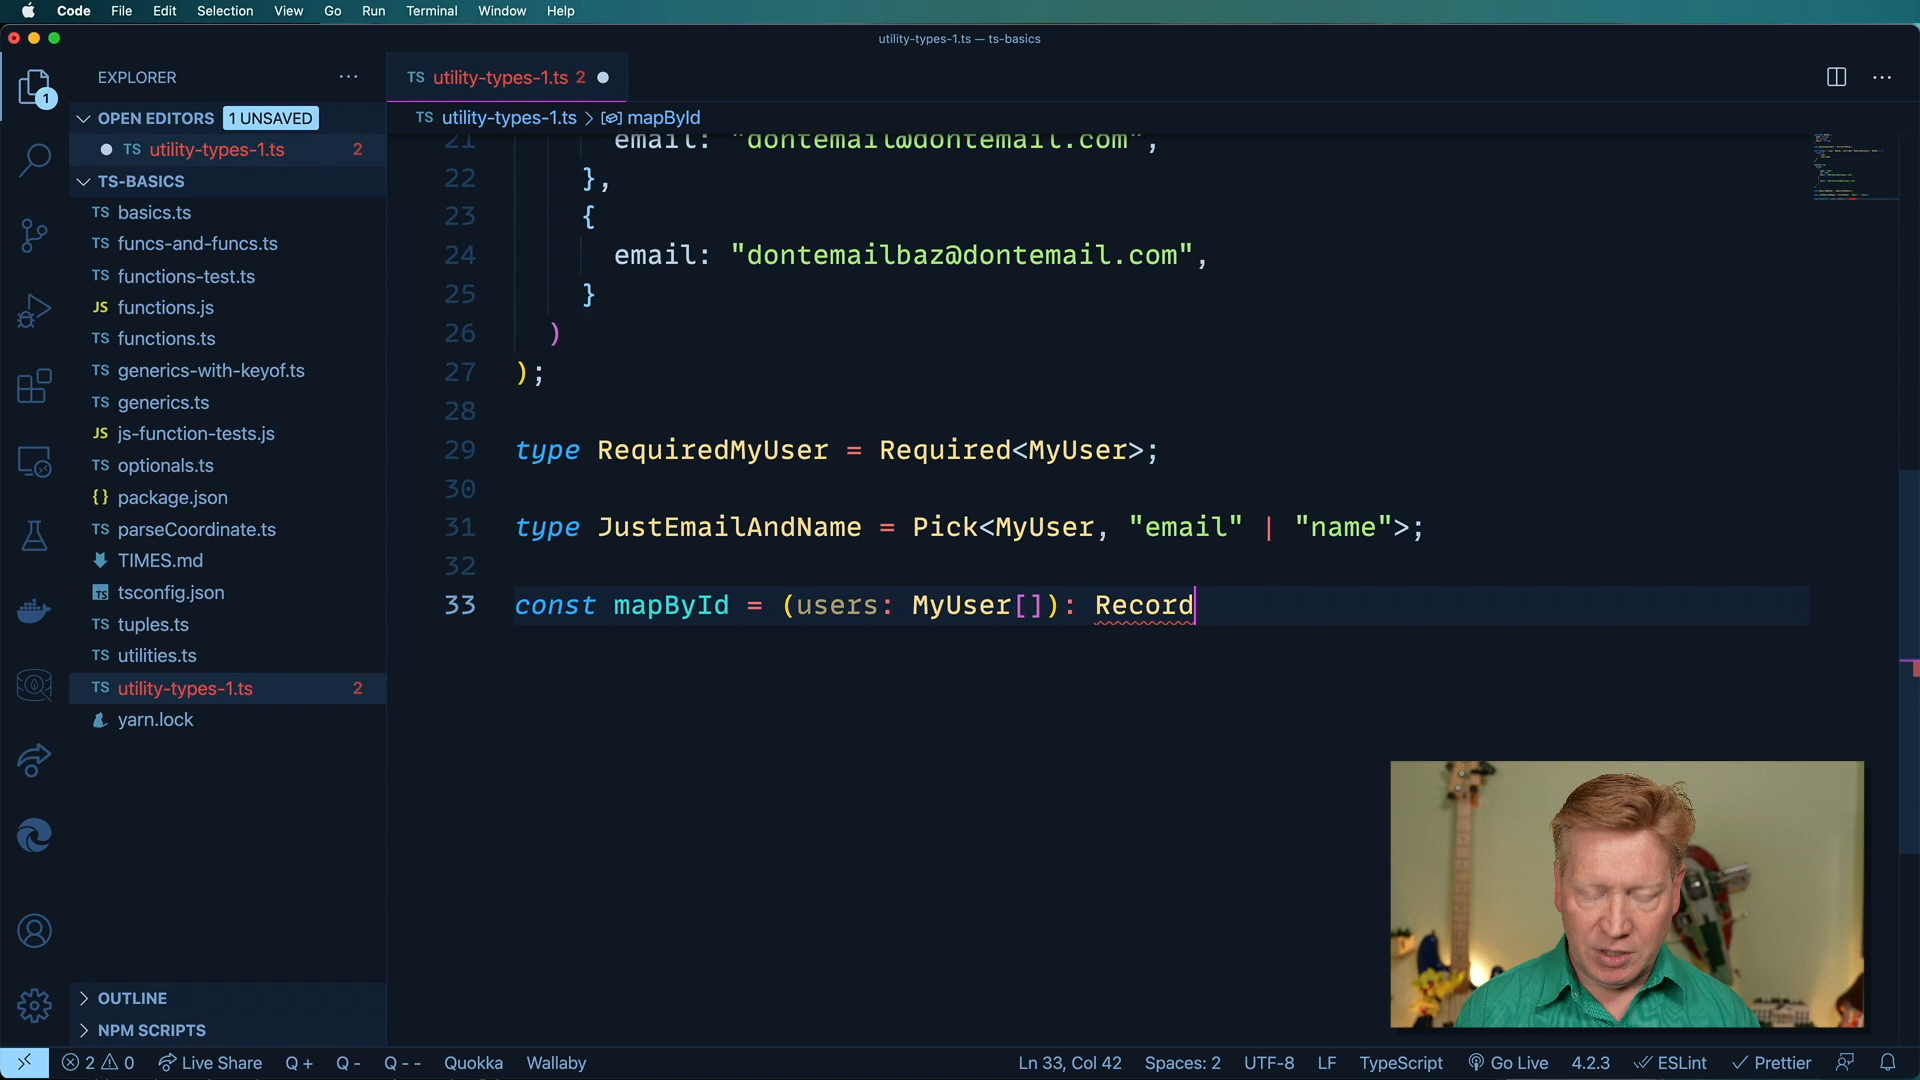 Code File Edit Selection View Go Run Terminal Window Help
utility-types-1.ts — ts-basics
EXPLORER
TS utility-types-1.ts 2
1
OPEN EDITORS 1 UNSAVED
TS utility-types-1.ts > mapById
TS utility-types-1.ts 2
TS-BASICS
TS basics.ts
TS funcs-and-funcs.ts
TS functions-test.ts
JS functions.js
TS functions.ts
TS generics-with-keyof.ts
TS generics.ts
JS js-function-tests.js
TS optionals.ts
{} package.json
TS parseCoordinate.ts
TIMES.md
TS tsconfig.json
TS tuples.ts
TS utilities.ts
TS utility-types-1.ts 2
yarn.lock
OUTLINE
NPM SCRIPTS
21 email: "dontemail@dontemail.com",
22 },
23 {
24 email: "dontemailbaz@dontemail.com",
25 }
26 )
27 );
28
29 type RequiredMyUser = Required<MyUser>;
30
31 type JustEmailAndName = Pick<MyUser, "email" | "name">;
32
33 const mapById = (users: MyUser[]): Record
2 0 Live Share Q + Q - Q - - Quokka Wallaby Ln 33, Col 42 Spaces: 2 UTF-8 LF TypeScript Go Live 4.2.3 ESLint Prettier